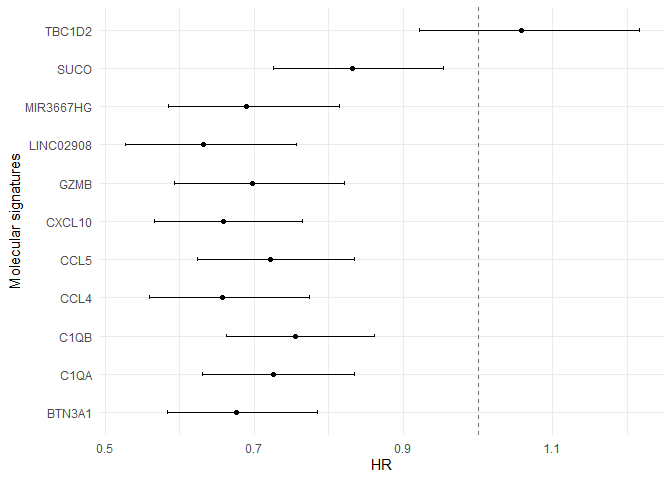 TBC1D2
SUCO
MIR3667HG
LINC02908
GZMB
CXCL10
CCL5
CCL4
C1QB
C1QA
BTN3A1
Molecular signatures
0.5 0.7 0.9 1.1
HR